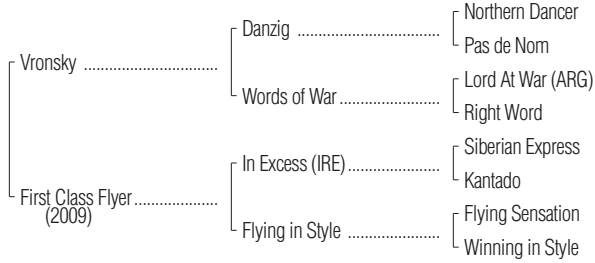 Northern Dancer
Danzig ................................
Pas de Nom
Vronsky ..............................
Lord At War (ARG)
Words of War .......................
Right Word
Siberian Express
In Excess (IRE) .....................
Kantado
First Class Flyer ...................
(2009)
Flying Sensation
Flying in Style .....................
Winning in Style